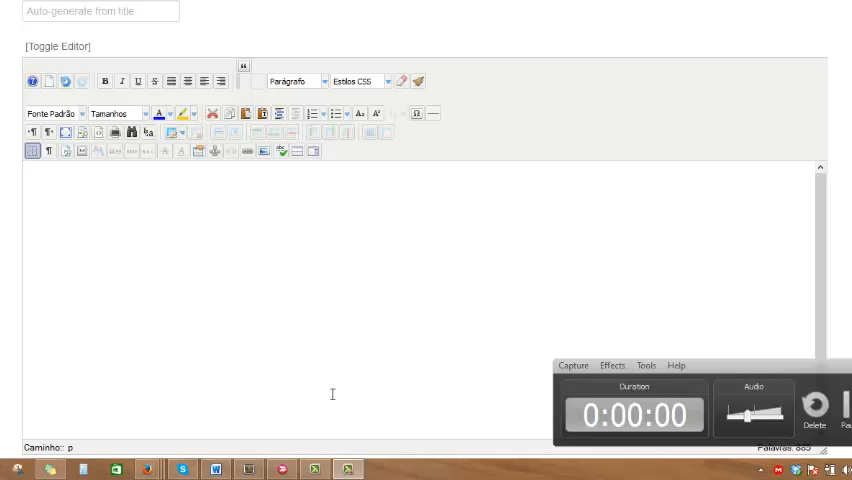 Auto-generate from title
[Toggle Editor]
B I U S Parágrafo Estilos CSS
Fonte Padrão Tamanhos A
Capture Effects Tools Help
Duration Audio
0:00:00
Delete
Caminho:: p Palavras: 885